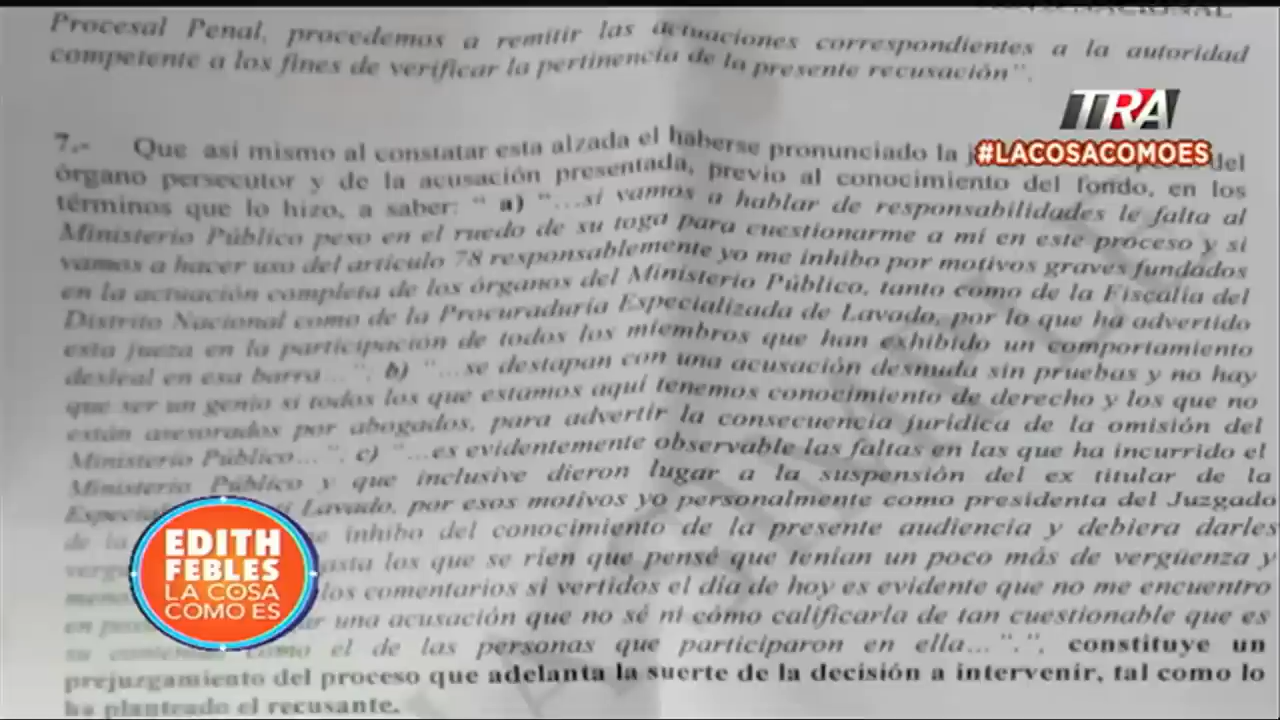 Procesal Penal, procedemos a remitir las actuaciones correspondientes a la autoridad
competente a los fines de verificar la pertinencia de la presente recusación".
TRA
#LACOSACOMOES
7.- Que así mismo al constatar esta alzada el haberse pronunciado la del
órgano persecutor y de la acusación presentada, previo al conocimiento del fondo, en los
términos que lo hizo, a saber: " a) "...si vamos a hablar de responsabilidades le falta al
Ministerio Público peso en el ruedo de su toga para cuestionarme a mí en este proceso y si
vamos a hacer uso del artículo 78 responsablemente yo me inhibo por motivos graves fundados
en la actuación completa de los órganos del Ministerio Público, tanto como de la Fiscalía del
Distrito Nacional como de la Procuraduría Especializada de Lavado, por lo que ha advertido
esta jueza en la participación de todos los miembros que han exhibido un comportamiento
desleal en esa barra...", b) "...se destapan con una acusación desnuda sin pruebas y no hay
que ser un genio si todos los que estamos aquí tenemos conocimiento de derecho y los que no
están asesorados por abogados, para advertir la consecuencia jurídica de la omisión del
Ministerio Público...", c) "...es evidentemente observable las faltas en las que ha incurrido el
Ministerio Público y que inclusive dieron lugar a la suspensión del ex titular de la
Lavado, por esos motivos yo personalmente como presidenta del Juzgado
de la inhibo del conocimiento de la presente audiencia y debiera darles
los que se ríen que pensé que tenían un poco más de vergüenza y
los comentarios si vertidos el día de hoy es evidente que no me encuentro
en una acusación que no sé ni cómo calificarla de tan cuestionable que es
su como el de las personas que participaron en ella...".", constituye un
prejuzgamiento del proceso que adelanta la suerte de la decisión a intervenir, tal como lo
ha planteado el recusante.
EDITH
FEBLES
LA COSA
COMO ES